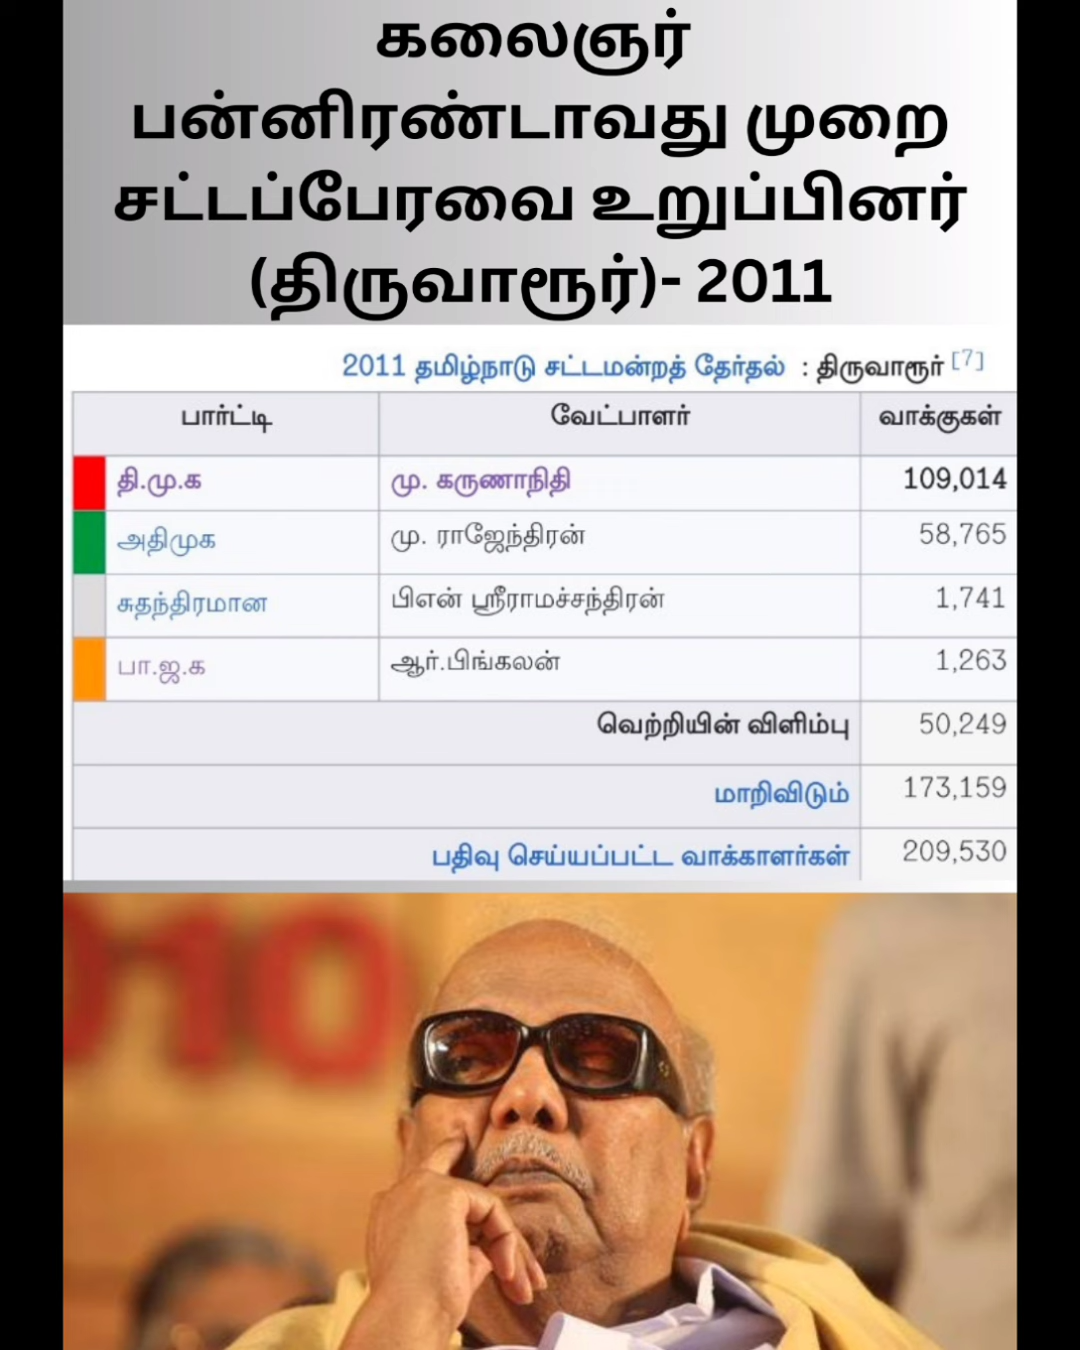 கலைஞர்
பன்னிரண்டாவது முறை
சட்டப்பேரவை உறுப்பினர்
(திருவாரூர்)- 2011
2011 தமிழ்நாடு சட்டமன்றத் தேர்தல் : திருவாரூர் [7]
பார்ட்டி வேட்பாளர் வாக்குகள்
தி.மு.க மு. கருணாநிதி 109,014
அதிமுக மு. ராஜேந்திரன் 58,765
சுதந்திரமான பிஎன் ஸ்ரீராமச்சந்திரன் 1,741
பா.ஜ.க ஆர்.பிங்கலன் 1,263
வெற்றியின் விளிம்பு 50,249
மாறிவிடும் 173,159
பதிவு செய்யப்பட்ட வாக்காளர்கள் 209,530